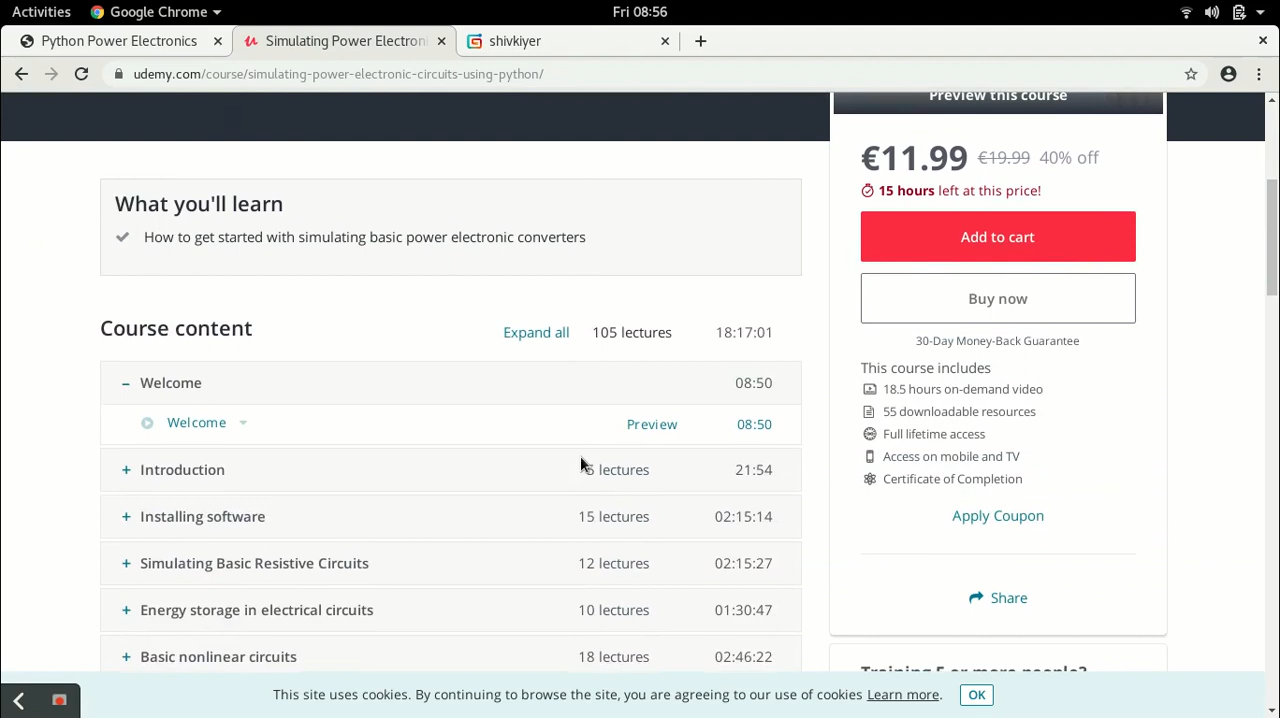 Activities Google Chrome Fri 08:56
Python Power Electronics Simulating Power Electroni shivkiyer
udemy.com/course/simulating-power-electronic-circuits-using-python/
Preview this course
€11.99 €19.99 40% off
15 hours left at this price!
Add to cart
Buy now
30-Day Money-Back Guarantee
This course includes
18.5 hours on-demand video
55 downloadable resources
Full lifetime access
Access on mobile and TV
Certificate of Completion
Apply Coupon
Share
Training 5 or more people?
What you'll learn
How to get started with simulating basic power electronic converters
Course content Expand all 105 lectures 18:17:01
Welcome 08:50
Welcome Preview 08:50
Introduction lectures 21:54
Installing software 15 lectures 02:15:14
Simulating Basic Resistive Circuits 12 lectures 02:15:27
Energy storage in electrical circuits 10 lectures 01:30:47
Basic nonlinear circuits 18 lectures 02:46:22
This site uses cookies. By continuing to browse the site, you are agreeing to our use of cookies Learn more. OK